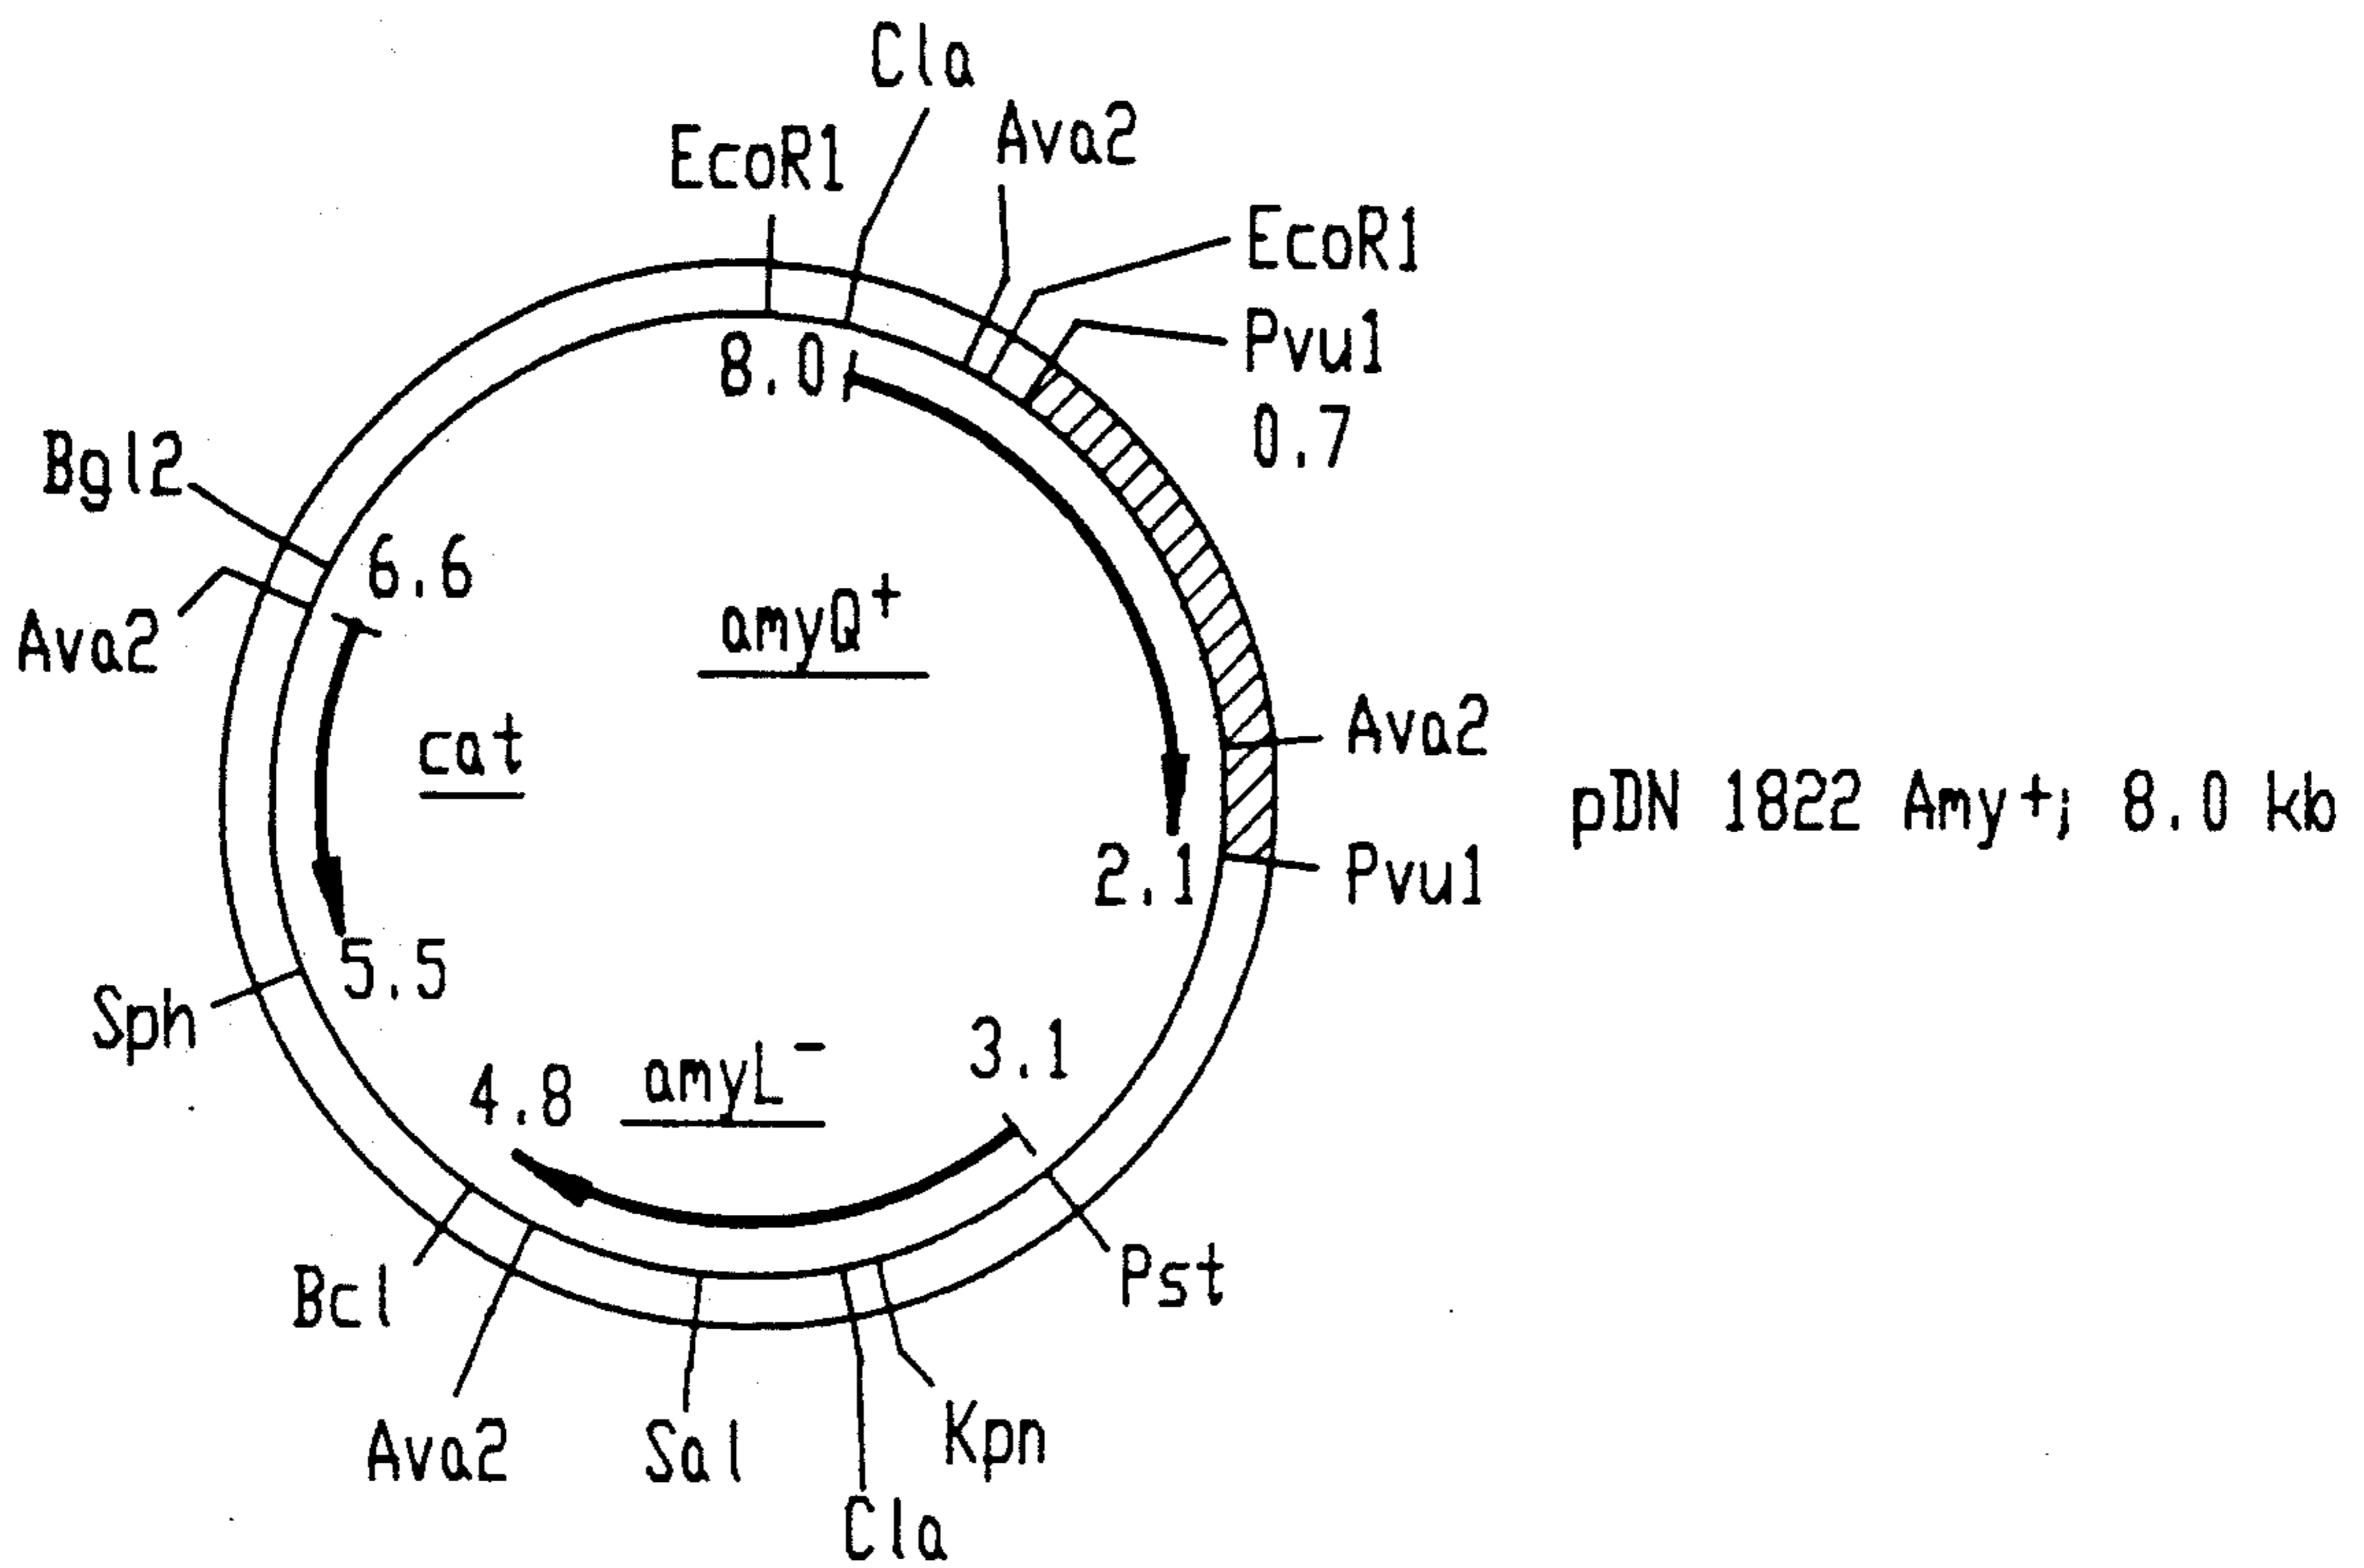 Cla
Ava2
EcoR1
EcoR1
Pvu1
8.0
0.7
Bgl2
6.6
amyQ+
Ava2
Ava2
cat
pDN 1822 Amy+; 8.0 kb
2.1
Pvu1
5.5
Sph
3.1
4.8
amyL-
Pst
Bcl
Kpn
Ava2
Sal
Cla